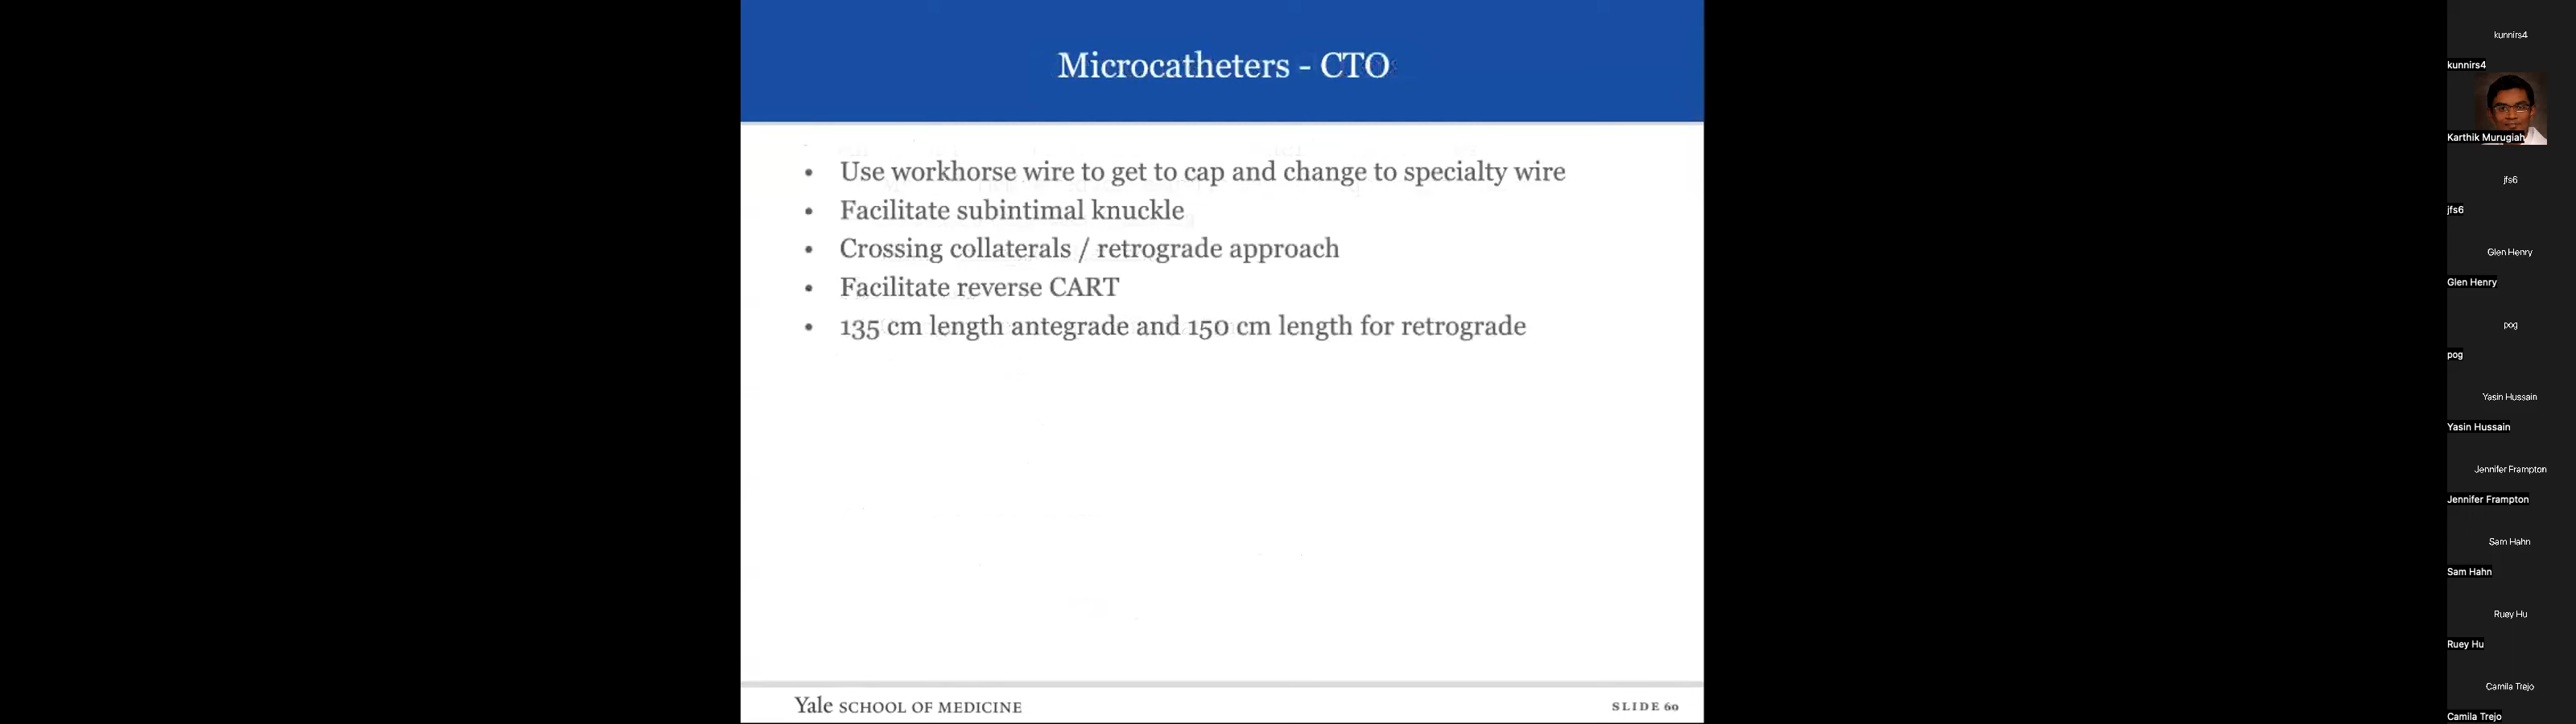 Microcatheters - CTO
• Use workhorse wire to get to cap and change to specialty wire
• Facilitate subintimal knuckle
• Crossing collaterals / retrograde approach
• Facilitate reverse CART
• 135 cm length antegrade and 150 cm length for retrograde
Yale SCHOOL OF MEDICINE
SLIDE 60
kunnirs4
kunnirs4
Karthik Murugiah
jfs6
jfs6
Glen Henry
Glen Henry
pog
pog
Yasin Hussain
Yasin Hussain
Jennifer Frampton
Jennifer Frampton
Sam Hahn
Sam Hahn
Ruey Hu
Ruey Hu
Camila Trejo
Camila Trejo